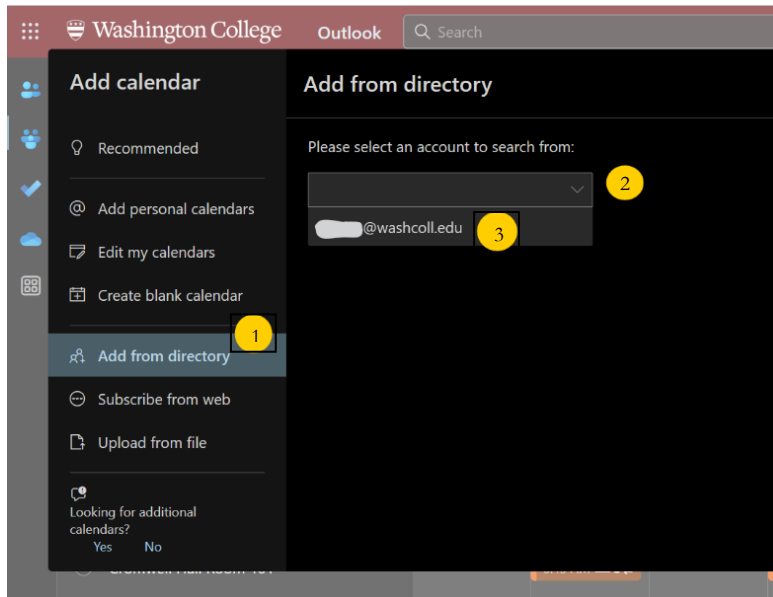 Washington College
Outlook
Search
Add calendar
Recommended
@ Add personal calendars
Edit my calendars
Create blank calendar
1
Add from directory
Subscribe from web
Upload from file
Looking for additional
calendars?
Yes No
Add from directory
Please select an account to search from:
2
@washcoll.edu
3